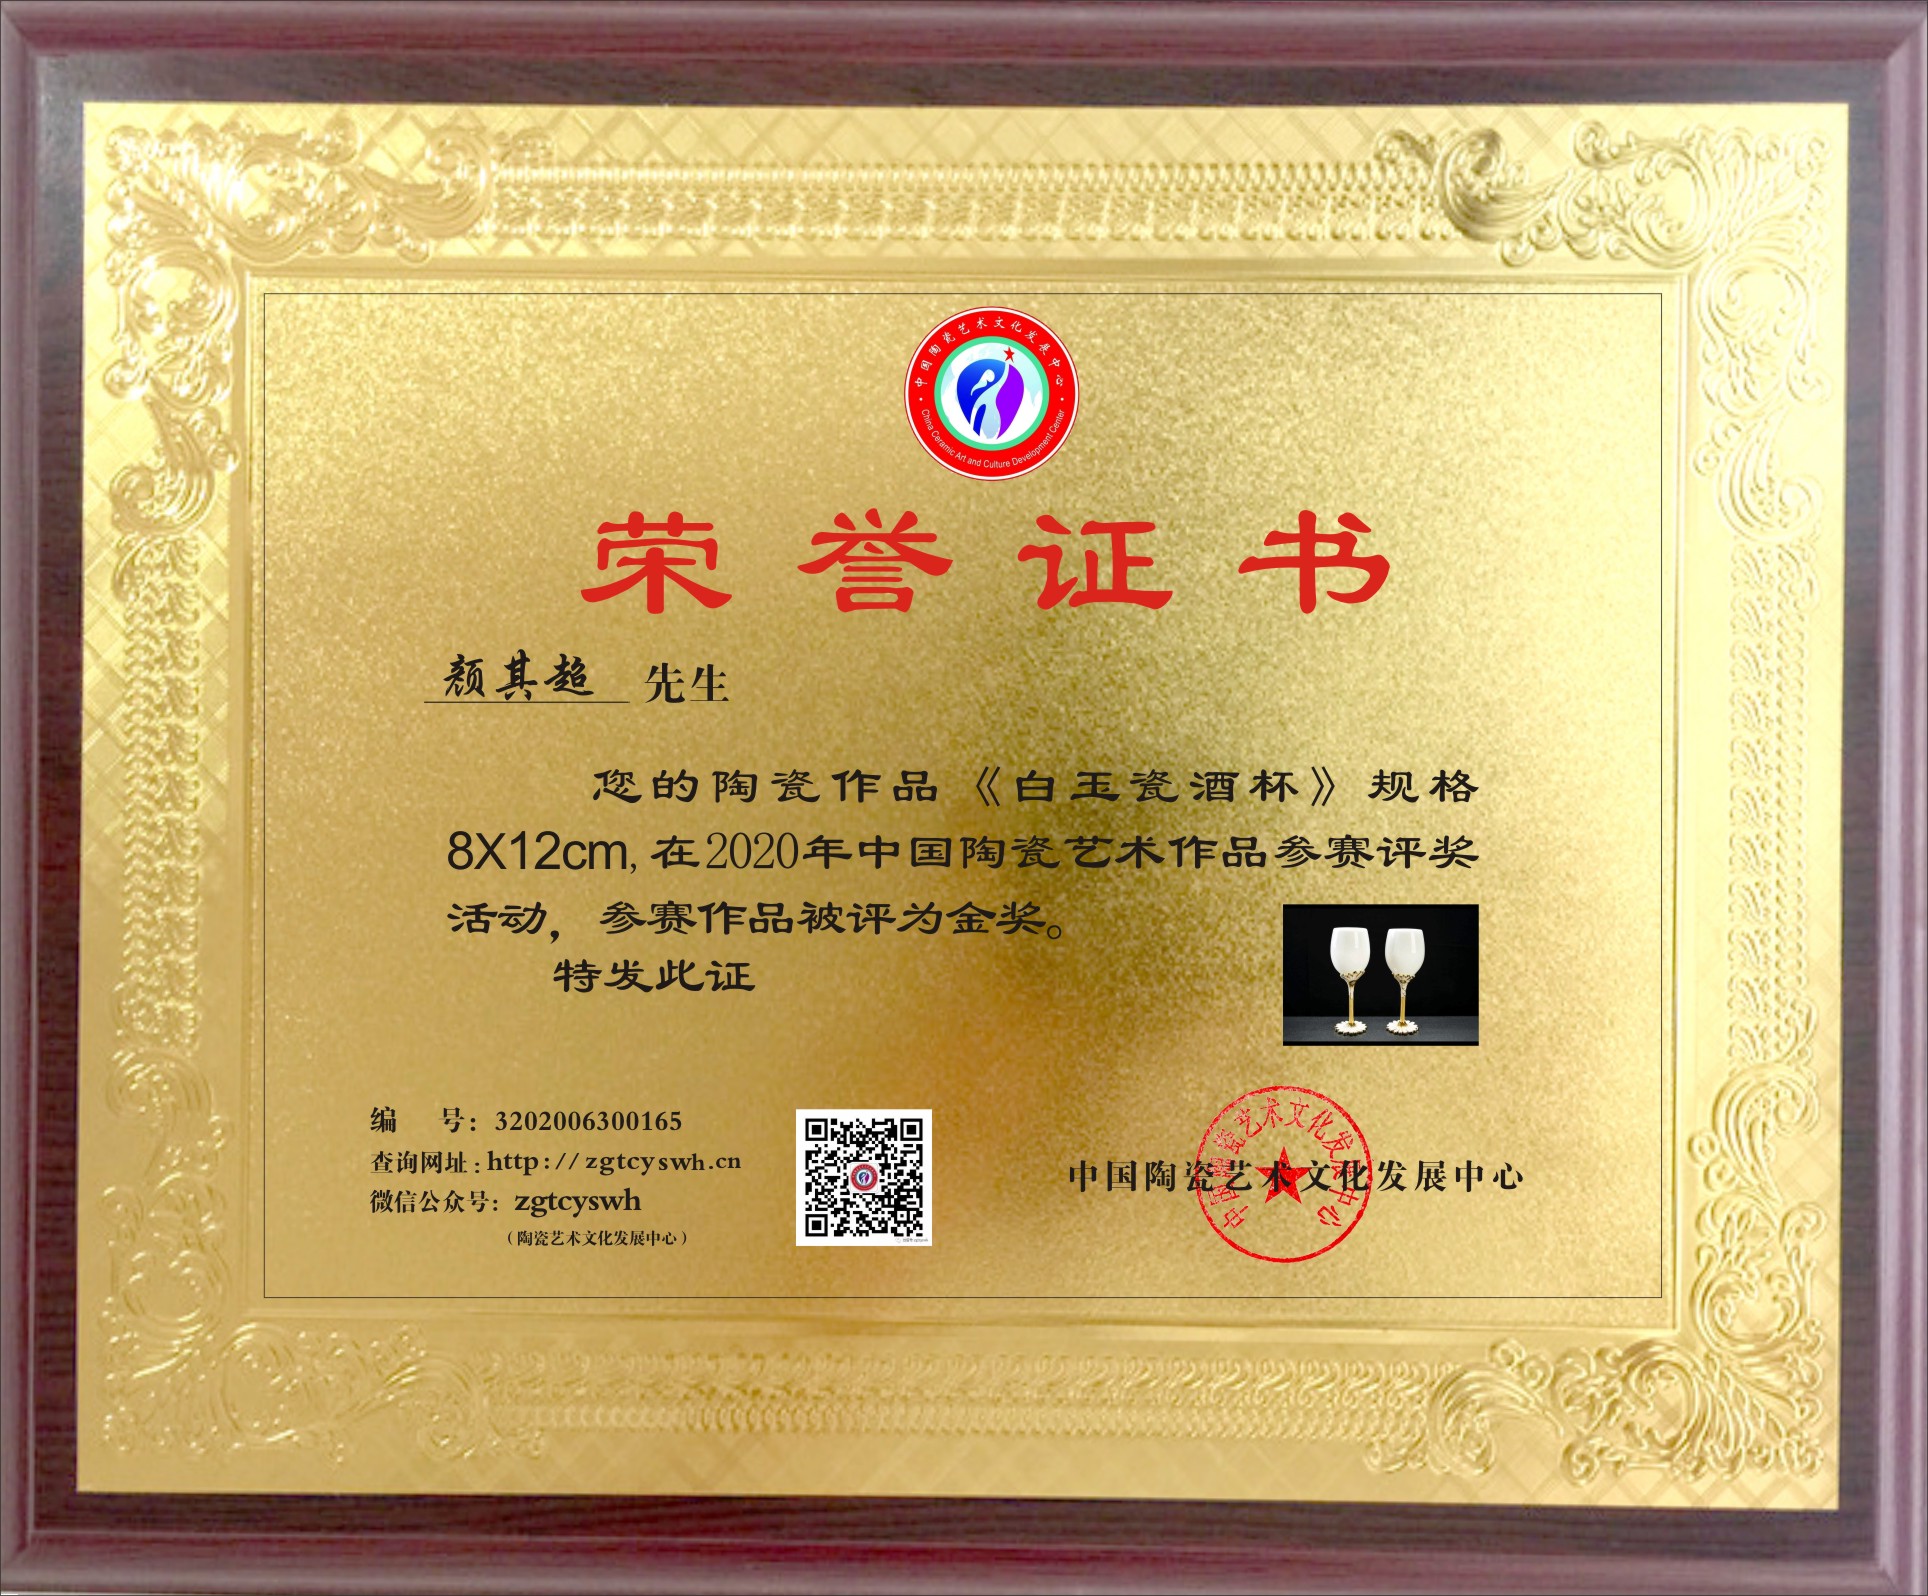 中国陶瓷艺术文化发展中心
China Ceramic Art and Culture Development Center
荣誉证书
颜其超 先生
您的陶瓷作品《白玉瓷酒杯》规格
8X12cm, 在2020年中国陶瓷艺术作品参赛评奖
活动, 参赛作品被评为金奖。
特发此证
编 号: 3202006300165
查询网址: http://zgtcyswh.cn
微信公众号: zgtcyswh
(陶瓷艺术文化发展中心)
中国陶瓷艺术文化发展中心
中国陶瓷艺术文化发展中心